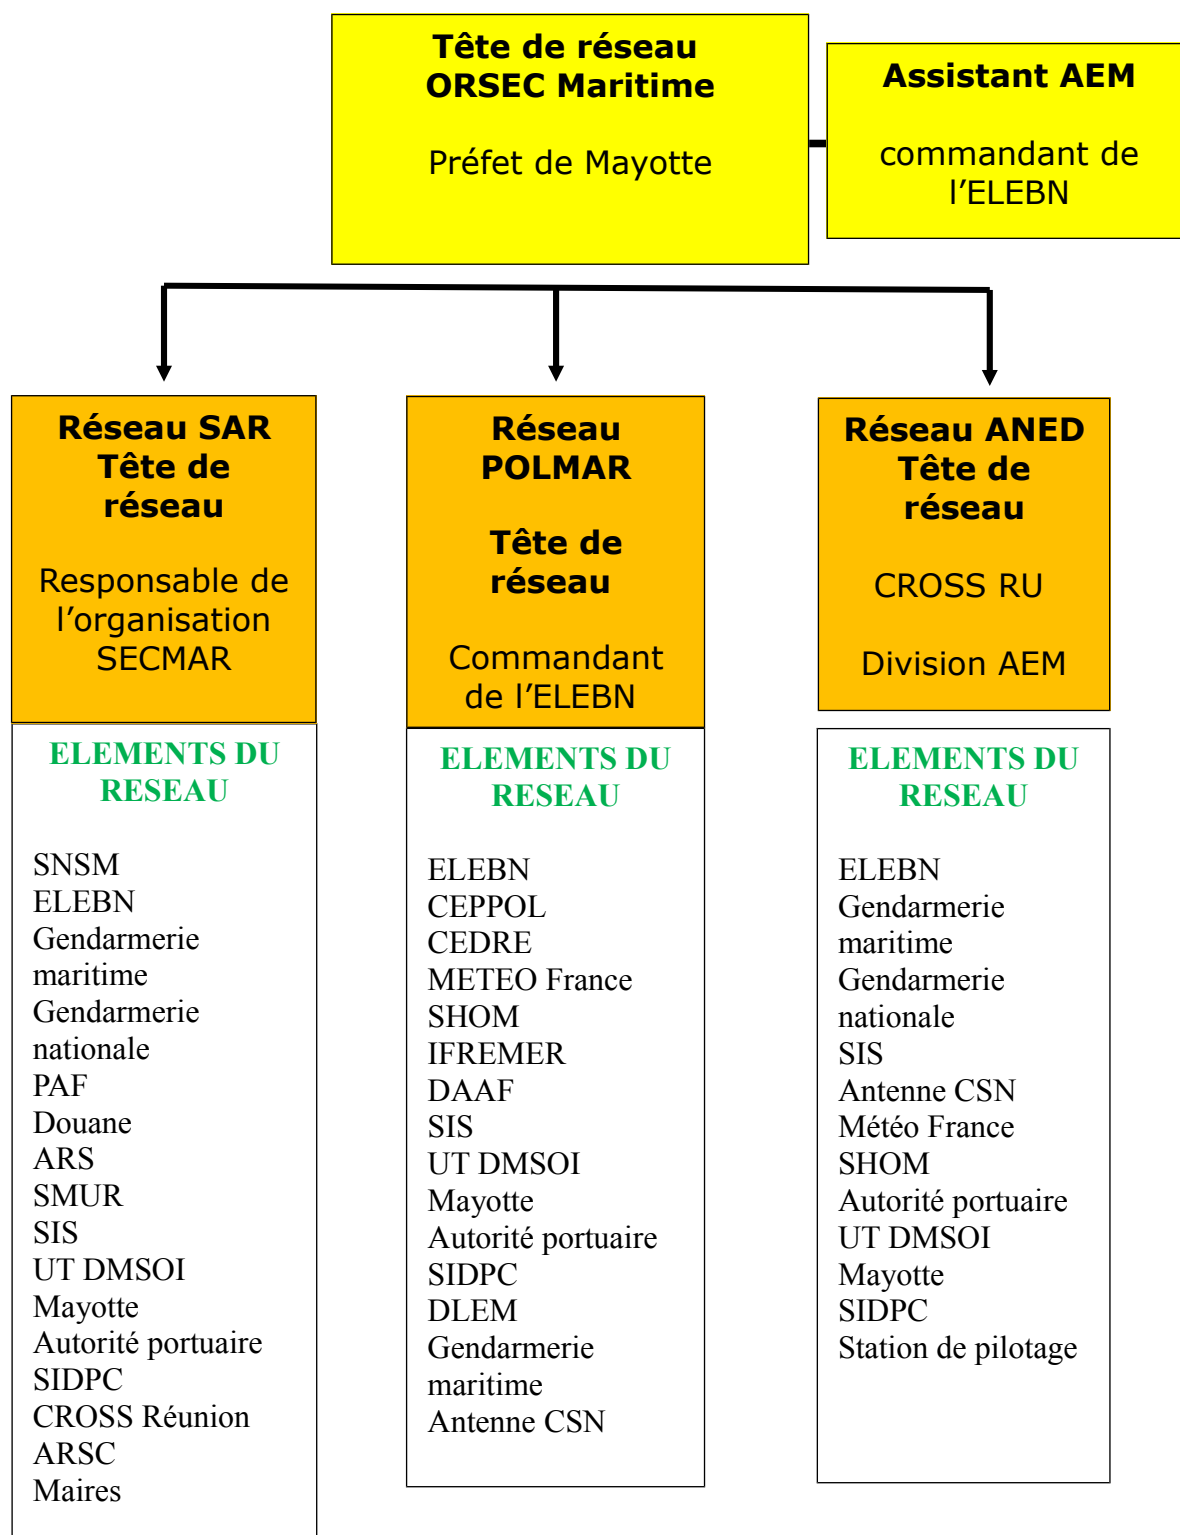 Tête de réseau
ORSEC Maritime
Préfet de Mayotte
Assistant AEM
commandant de
l’ELEBN
Réseau SAR
Tête de
réseau
Responsable de
l’organisation
SECMAR
ELEMENTS DU
RESEAU
SNSM
ELEBN
Gendarmerie
maritime
Gendarmerie
nationale
PAF
Douane
ARS
SMUR
SIS
UT DMSOI
Mayotte
Autorité portuaire
SIDPC
CROSS Réunion
ARSC
Maires
Réseau
POLMAR
Tête de
réseau
Commandant
de l’ELEBN
ELEMENTS DU
RESEAU
ELEBN
CEPPOL
CEDRE
METEO France
SHOM
IFREMER
DAAF
SIS
UT DMSOI
Mayotte
Autorité portuaire
SIDPC
DLEM
Gendarmerie
maritime
Antenne CSN
Réseau ANED
Tête de
réseau
CROSS RU
Division AEM
ELEMENTS DU
RESEAU
ELEBN
Gendarmerie
maritime
Gendarmerie
nationale
SIS
Antenne CSN
Météo France
SHOM
Autorité portuaire
UT DMSOI
Mayotte
SIDPC
Station de pilotage